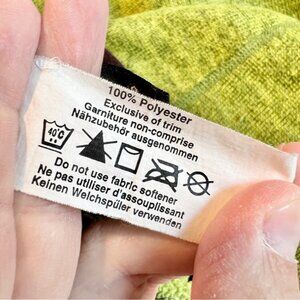 100% Polyester
Exclusive of trim
Garniture non-comprise
Nähzubehör ausgenommen
40°C
Do not use fabric softener
Ne pas utiliser d'assouplissant
Keinen Weichspüler verwenden